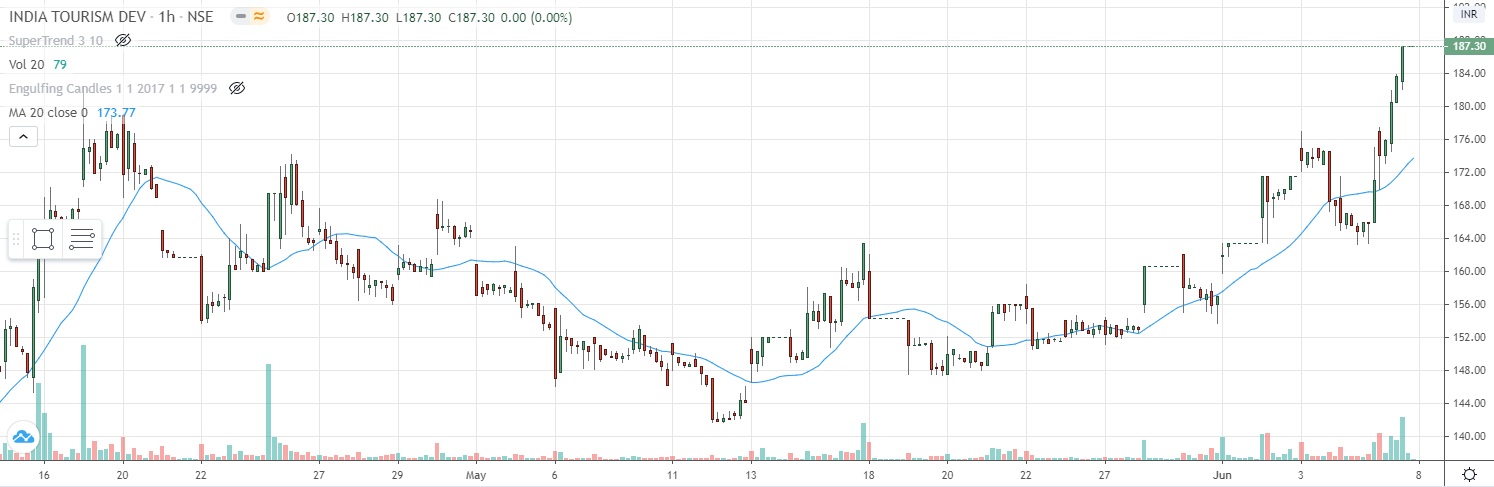 INDIA TOURISM DEV · 1h · NSE O187.30 H187.30 L187.30 C187.30 0.00 (0.00%)
SuperTrend 3 10
Vol 20 79
Engulfing Candles 1 1 2017 1 1 9999
MA 20 close 0 173.77
INR
187.30
184.00
180.00
176.00
172.00
168.00
164.00
160.00
156.00
152.00
148.00
144.00
140.00
16 20 22 27 29 May 6 11 13 18 20 22 27 Jun 3 8